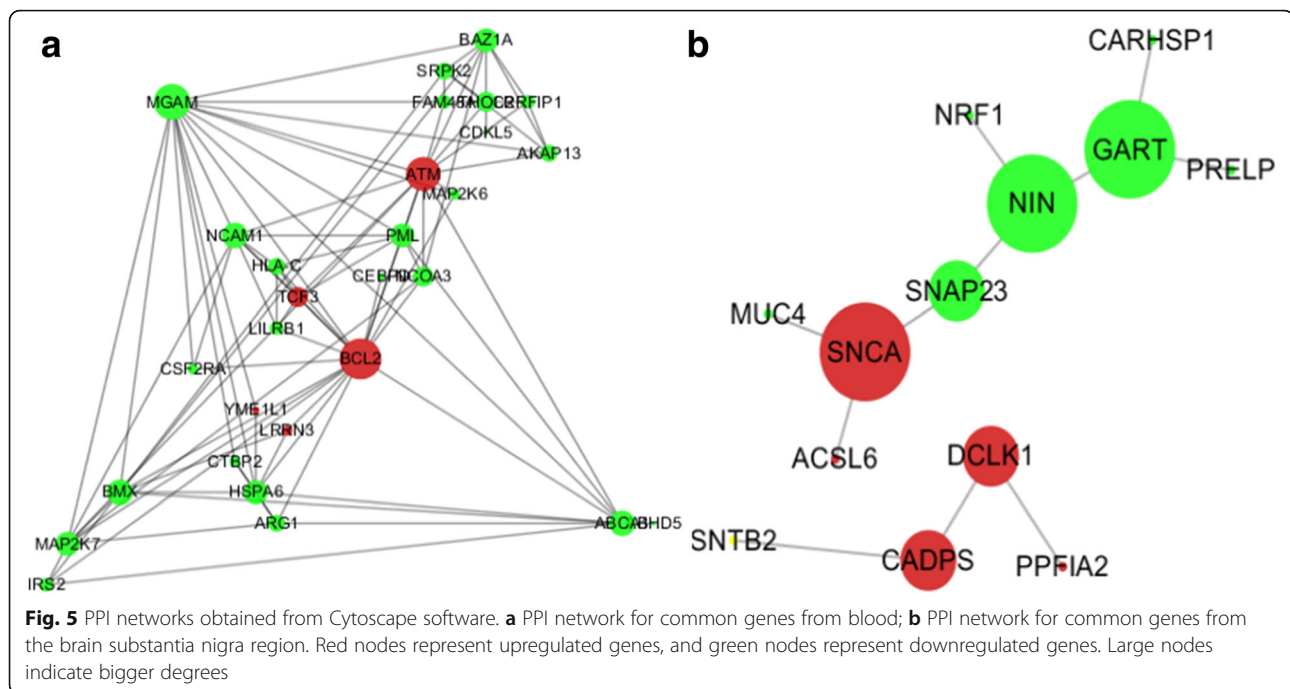 a
BAZ1A
SRPK2
MGAM
CDKL5
AKAP13
ATM
MAP2K6
NCAM1
PML
HLA-C
NCOA3
TCF3
LILRB1
BCL2
CSF2RA
YME1L1
LRRN3
CTBP2
BMX
HSPA6
ARG1
MAP2K7
IRS2
b
CARHSP1
NRF1
GART
PRELP
NIN
SNAP23
MUC4
SNCA
ACSL6
DCLK1
SNTB2
CADPS
PPFIA2
Fig. 5 PPI networks obtained from Cytoscape software. a PPI network for common genes from blood; b PPI network for common genes from
the brain substantia nigra region. Red nodes represent upregulated genes, and green nodes represent downregulated genes. Large nodes
indicate bigger degrees